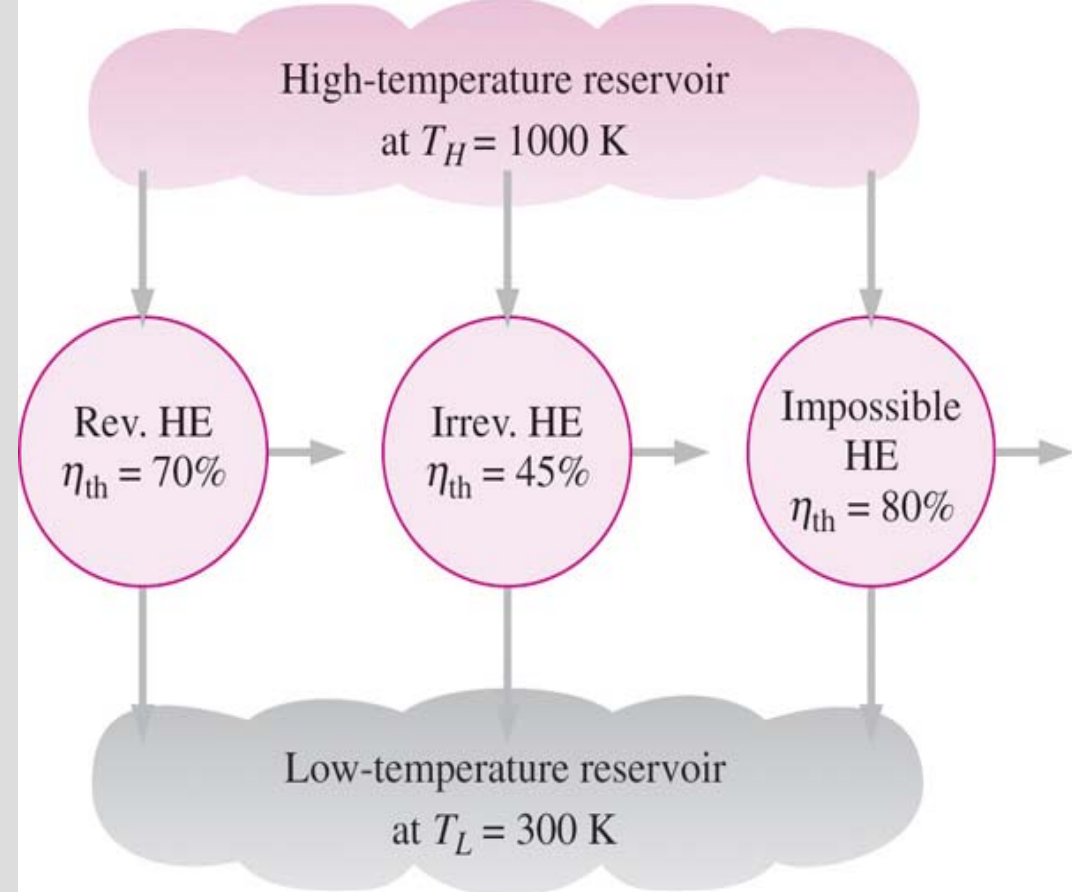 High-temperature reservoir
at T_H = 1000 K
Rev. HE
η_th = 70%
Irrev. HE
η_th = 45%
Impossible
HE
η_th = 80%
Low-temperature reservoir
at T_L = 300 K